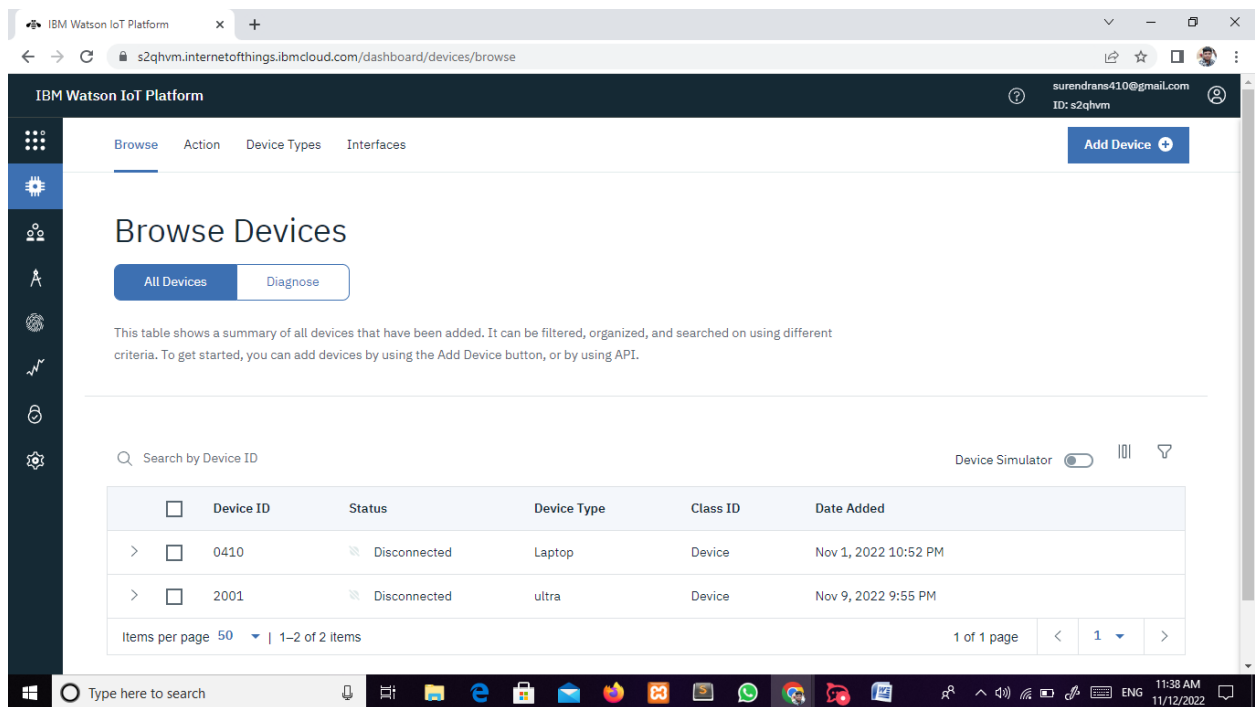 IBM Watson IoT Platform
s2qhvm.internetofthings.ibmcloud.com/dashboard/devices/browse
IBM Watson IoT Platform
surendrans410@gmail.com
ID: s2qhvm
Browse Action Device Types Interfaces
Add Device
Browse Devices
All Devices Diagnose
This table shows a summary of all devices that have been added. It can be filtered, organized, and searched on using different
criteria. To get started, you can add devices by using the Add Device button, or by using API.
Search by Device ID
Device Simulator
Device ID Status Device Type Class ID Date Added
0410 Disconnected Laptop Device Nov 1, 2022 10:52 PM
2001 Disconnected ultra Device Nov 9, 2022 9:55 PM
Items per page 50 | 1–2 of 2 items
1 of 1 page 1
Type here to search
ENG
11:38 AM
11/12/2022